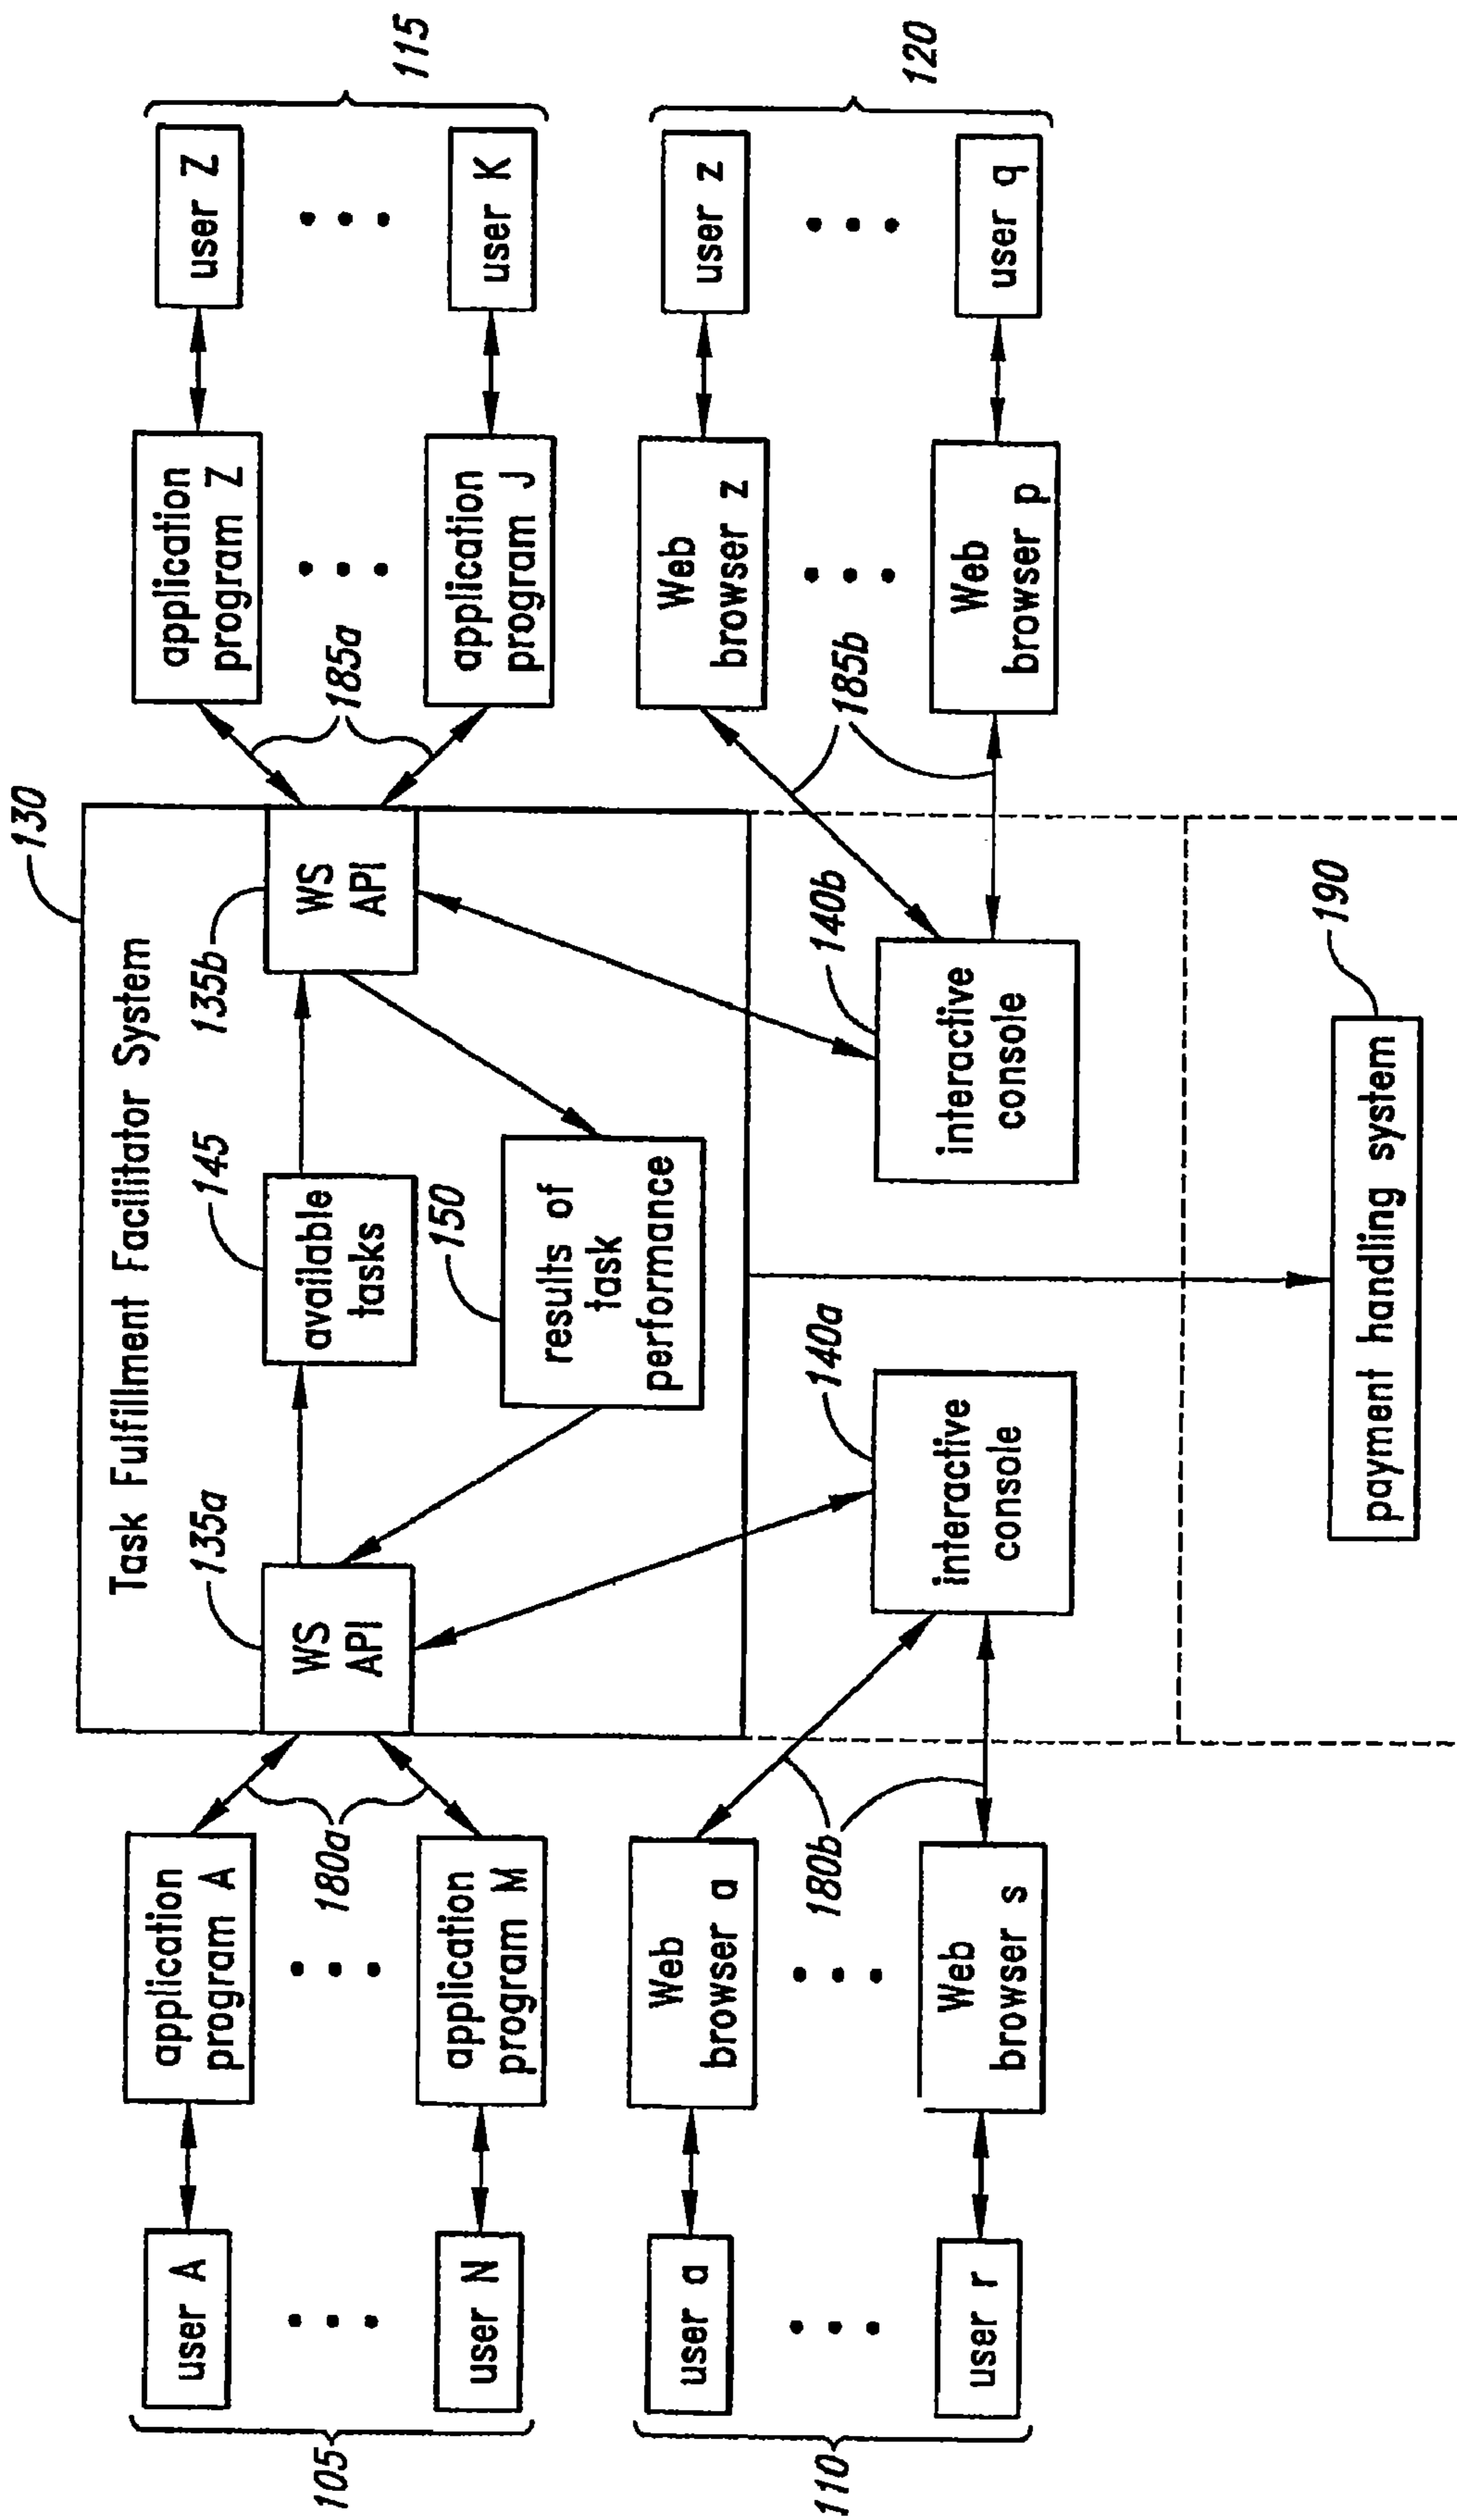 130
Task Fulfillment Facilitator System
135a
145
135b
WS
API
available
tasks
WS
API
150
results of
task
performance
105
user A
application
program A
180a
user N
application
program M
application
program Z
user Z
115
185a
application
program J
user K
110
user a
Web
browser a
180b
user r
Web
browser s
140a
interactive
console
140b
interactive
console
Web
browser z
user z
120
185b
Web
browser p
user q
190
payment handling system